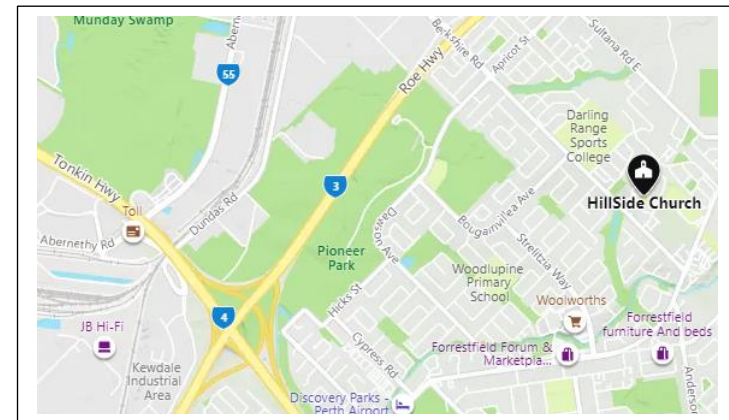 Munday Swamp
Aberne
55
Roe Hwy
Berkshire Rd
Apricot St
Sultana Rd E
Darling
Range
Sports
College
HillSide Church
Tonkin Hwy
Toll
Dundas Rd
3
Abernethy Rd
Dawson Ave
Bougainvillea Ave
Strelitzia Way
Pioneer
Park
Woodlupine
Primary
School
Woolworths
Hicks St
4
JB Hi-Fi
Forrestfield
furniture And beds
Forrestfield Forum &
Marketpla...
Cypress Rd
Kewdale
Industrial
Area
Anderson
Discovery Parks -
Perth Airport